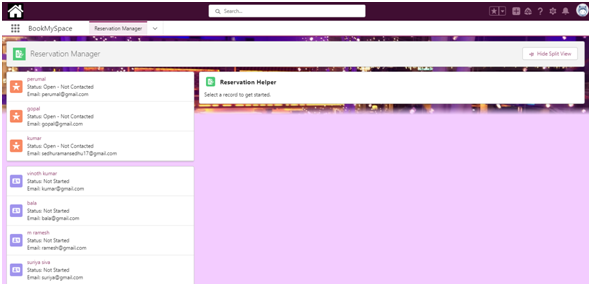 Search...
BookMySpace
Reservation Manager
Reservation Manager
Hide Split View
perumal
Status: Open - Not Contacted
Email: perumal@gmail.com
gopal
Status: Open - Not Contacted
Email: gopal@gmail.com
kumar
Status: Open - Not Contacted
Email: sedhuramansedhu17@gmail.com
Reservation Helper
Select a record to get started.
vinoth kumar
Status: Not Started
Email: kumar@gmail.com
bala
Status: Not Started
Email: bala@gmail.com
m ramesh
Status: Not Started
Email: ramesh@gmail.com
suriya siva
Status: Not Started
Email: suriya@gmail.com